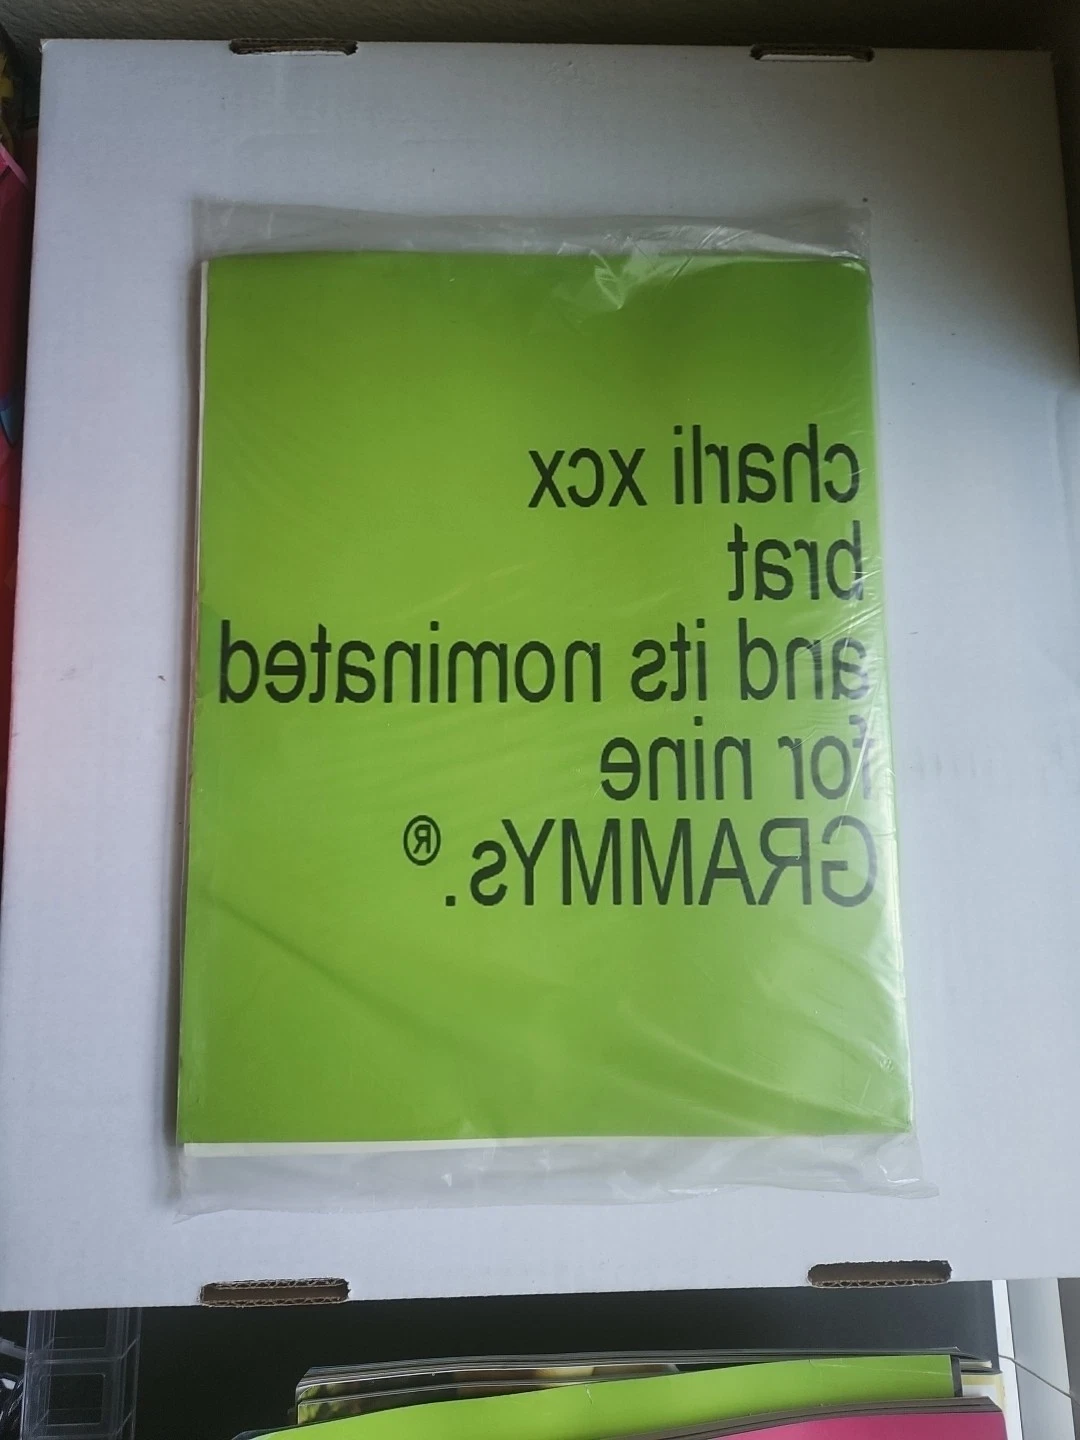 charli xcx
brat
and its nominated
for nine
GRAMMYs.®